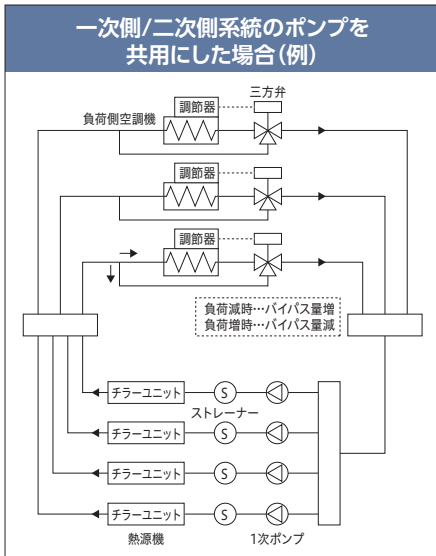 一次側/二次側系統のポンプを
共用にした場合(例)
三方弁
調節器
負荷側空調機
調節器
調節器
負荷減時…バイパス量増
負荷増時…バイパス量減
チラーユニット
S
ストレーナー
チラーユニット
S
チラーユニット
S
チラーユニット
S
熱源機
1次ポンプ